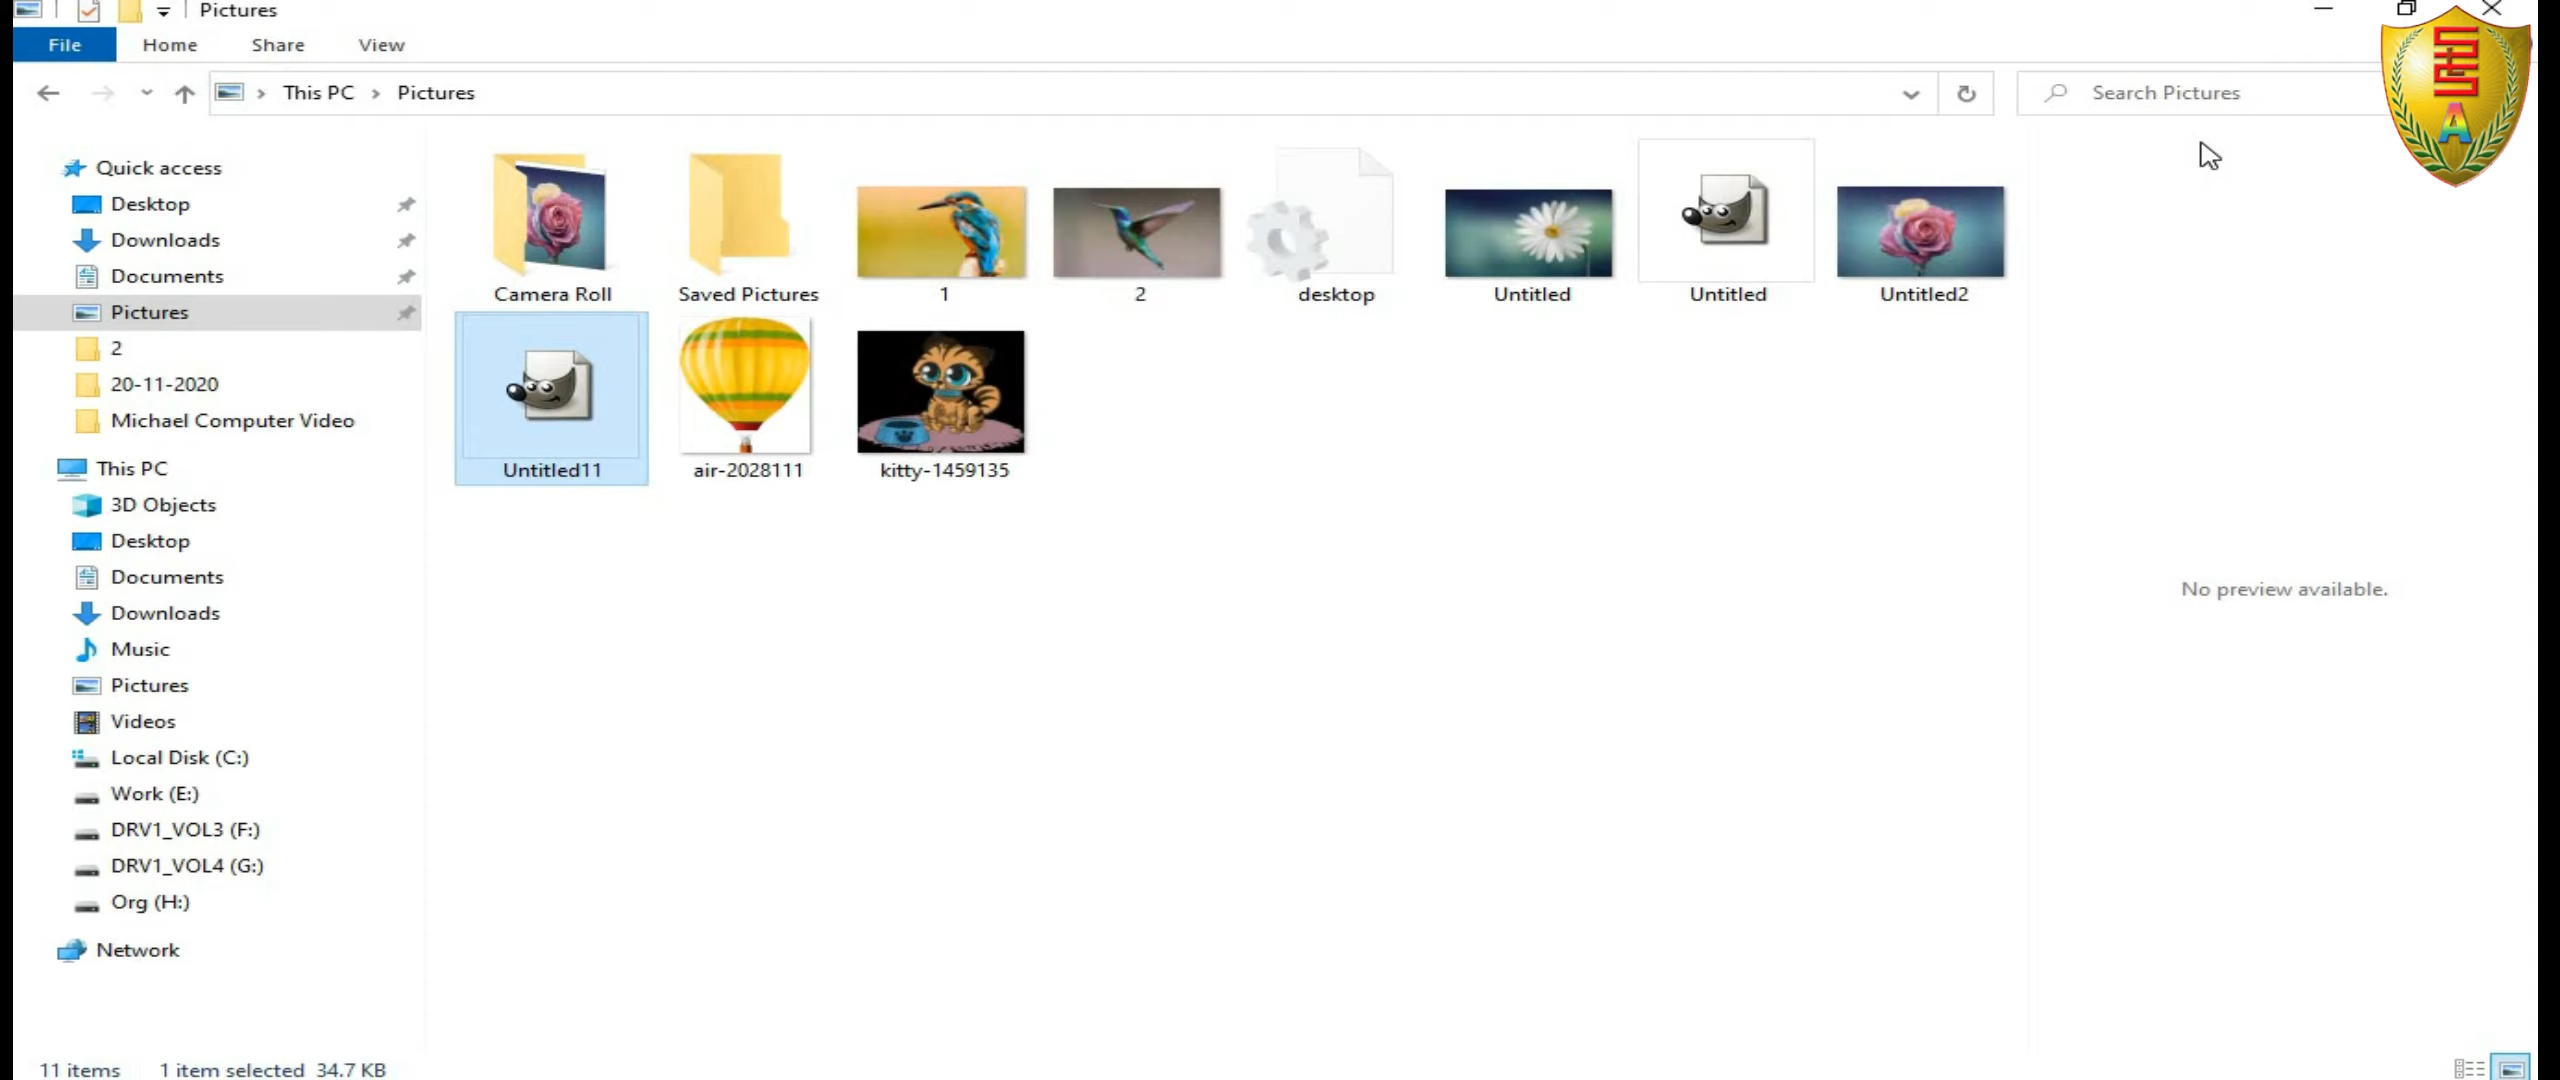 Pictures
File Home Share View
This PC > Pictures
Search Pictures
Quick access
Desktop
Downloads
Documents
Pictures
2
20-11-2020
Michael Computer Video
This PC
3D Objects
Desktop
Documents
Downloads
Music
Pictures
Videos
Local Disk (C:)
Work (E:)
DRV1_VOL3 (F:)
DRV1_VOL4 (G:)
Org (H:)
Network
Camera Roll Saved Pictures 1 2 desktop Untitled Untitled Untitled2
Untitled11 air-2028111 kitty-1459135
No preview available.
11 items 1 item selected 34.7 KB